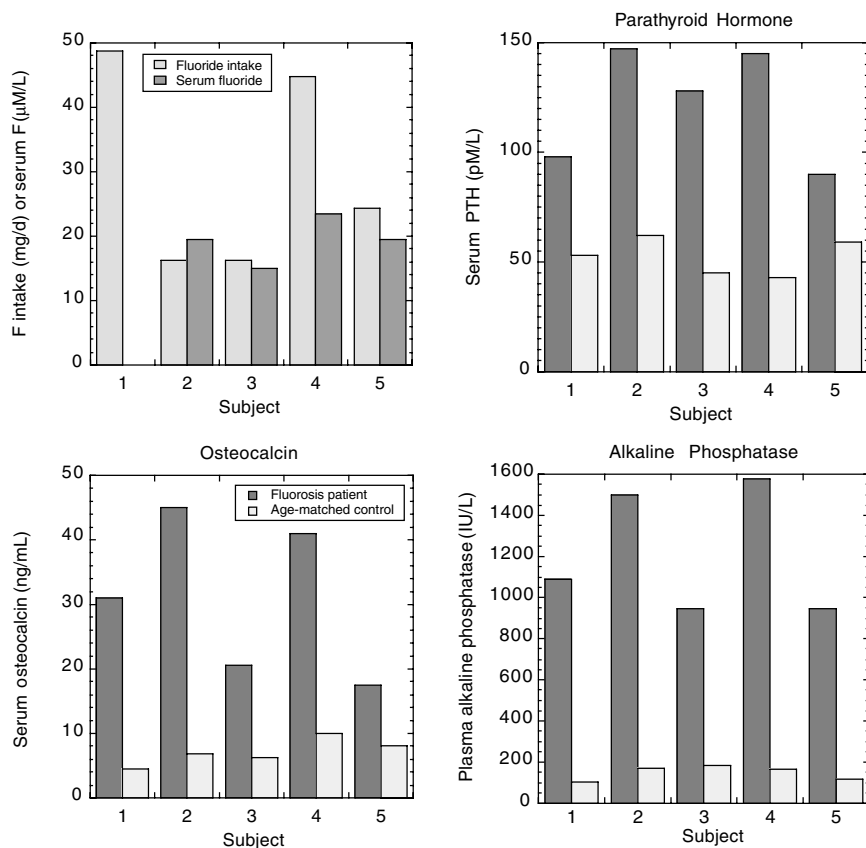 50
40
30
20
10
0
F intake (mg/d) or serum F (μM/L)
Fluoride intake
Serum fluoride
1 2 3 4 5
Subject
Parathyroid Hormone
150
100
50
0
Serum PTH (pM/L)
1 2 3 4 5
Subject
Osteocalcin
50
40
30
20
10
0
Serum osteocalcin (ng/mL)
Fluorosis patient
Age-matched control
1 2 3 4 5
Subject
Alkaline Phosphatase
1600
1400
1200
1000
800
600
400
200
0
Plasma alkaline phosphatase (IU/L)
1 2 3 4 5
Subject